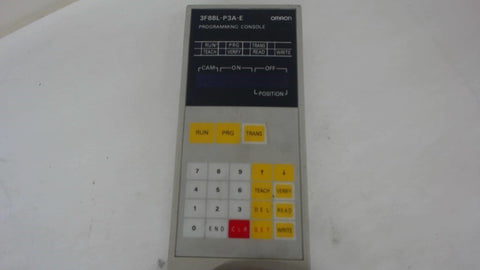 3F88L-P3A-E OMRON
PROGRAMMING CONSOLE
RUN PRG TRANS
TEACH VERIFY READ WRITE
CAM ON OFF
POSITION
RUN PRG TRANS
7 8 9 ↑ ↓
4 5 6 TEACH VERIFY
1 2 3 DEL READ
0 END CLR SET WRITE